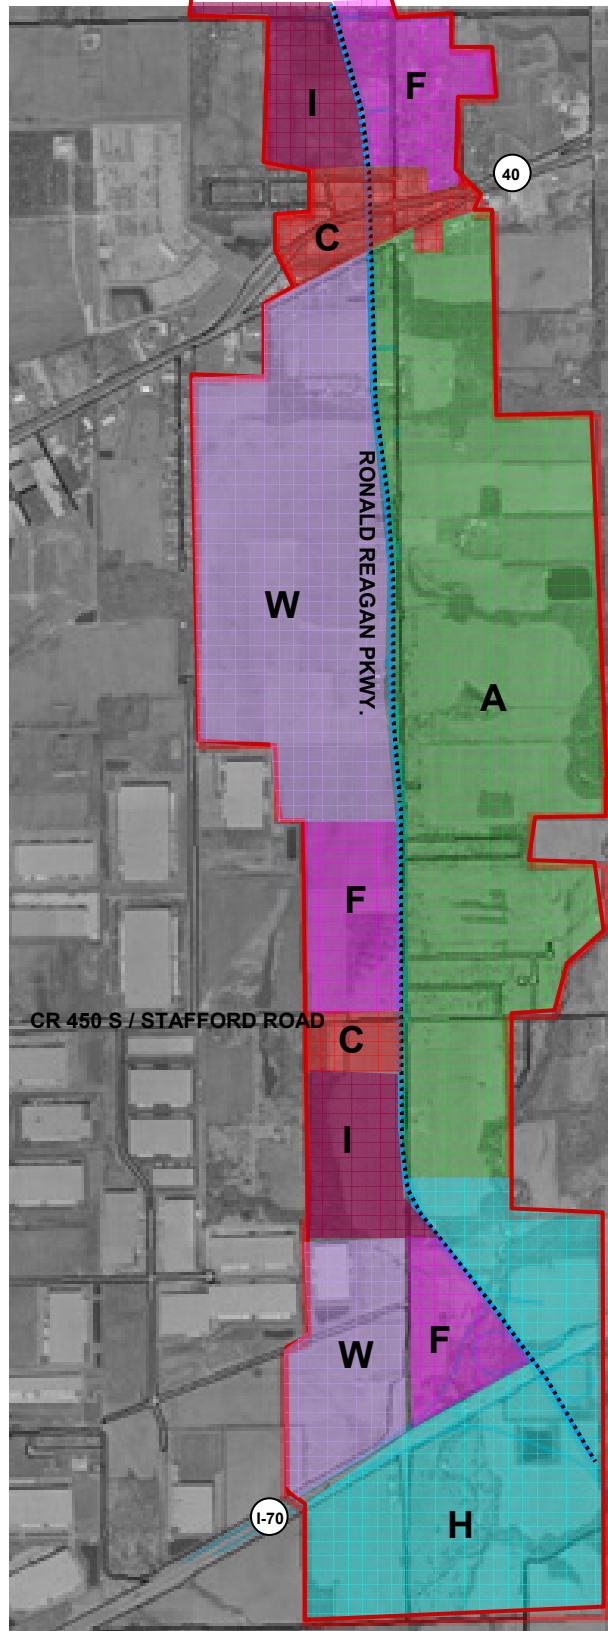 I
F
40
C
RONALD REAGAN PKWY.
W
A
F
CR 450 S / STAFFORD ROAD
C
I
F
W
I-70
H